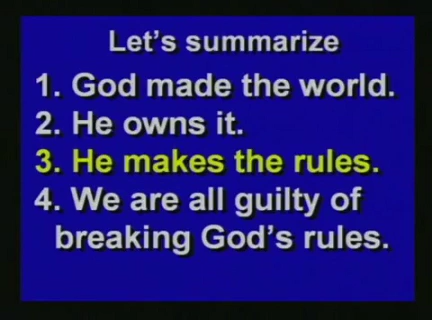 Let's summarize
1. God made the world.
2. He owns it.
3. He makes the rules.
4. We are all guilty of
breaking God's rules.